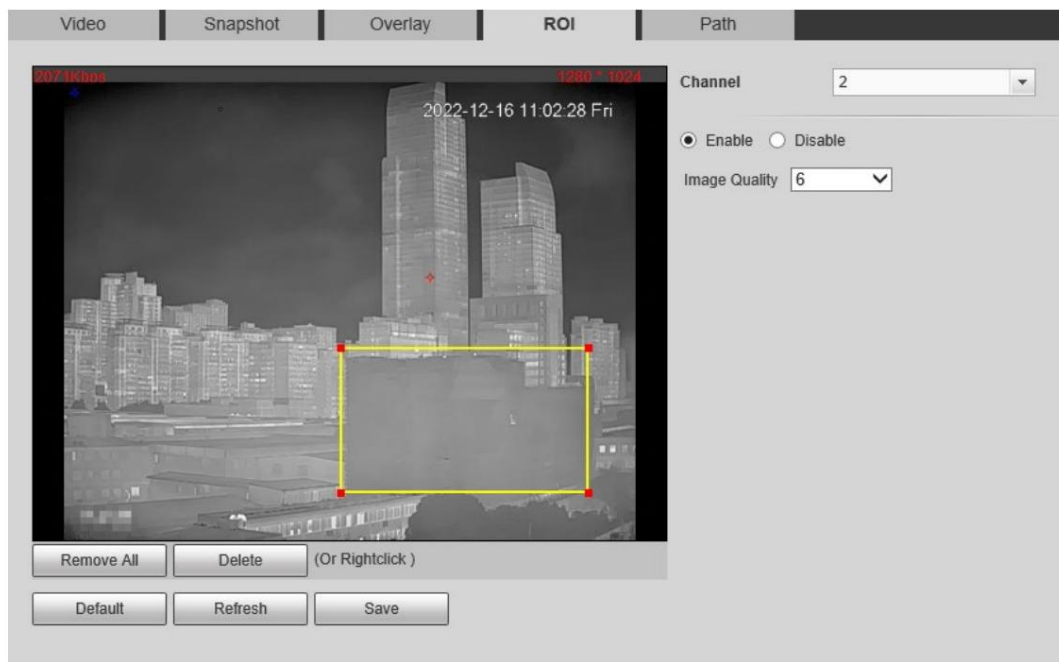 Video Snapshot Overlay ROI Path
2071Kbps 1280 * 1024
2022-12-16 11:02:28 Fri
Channel 2
Enable Disable
Image Quality 6
Remove All Delete (Or Rightclick )
Default Refresh Save